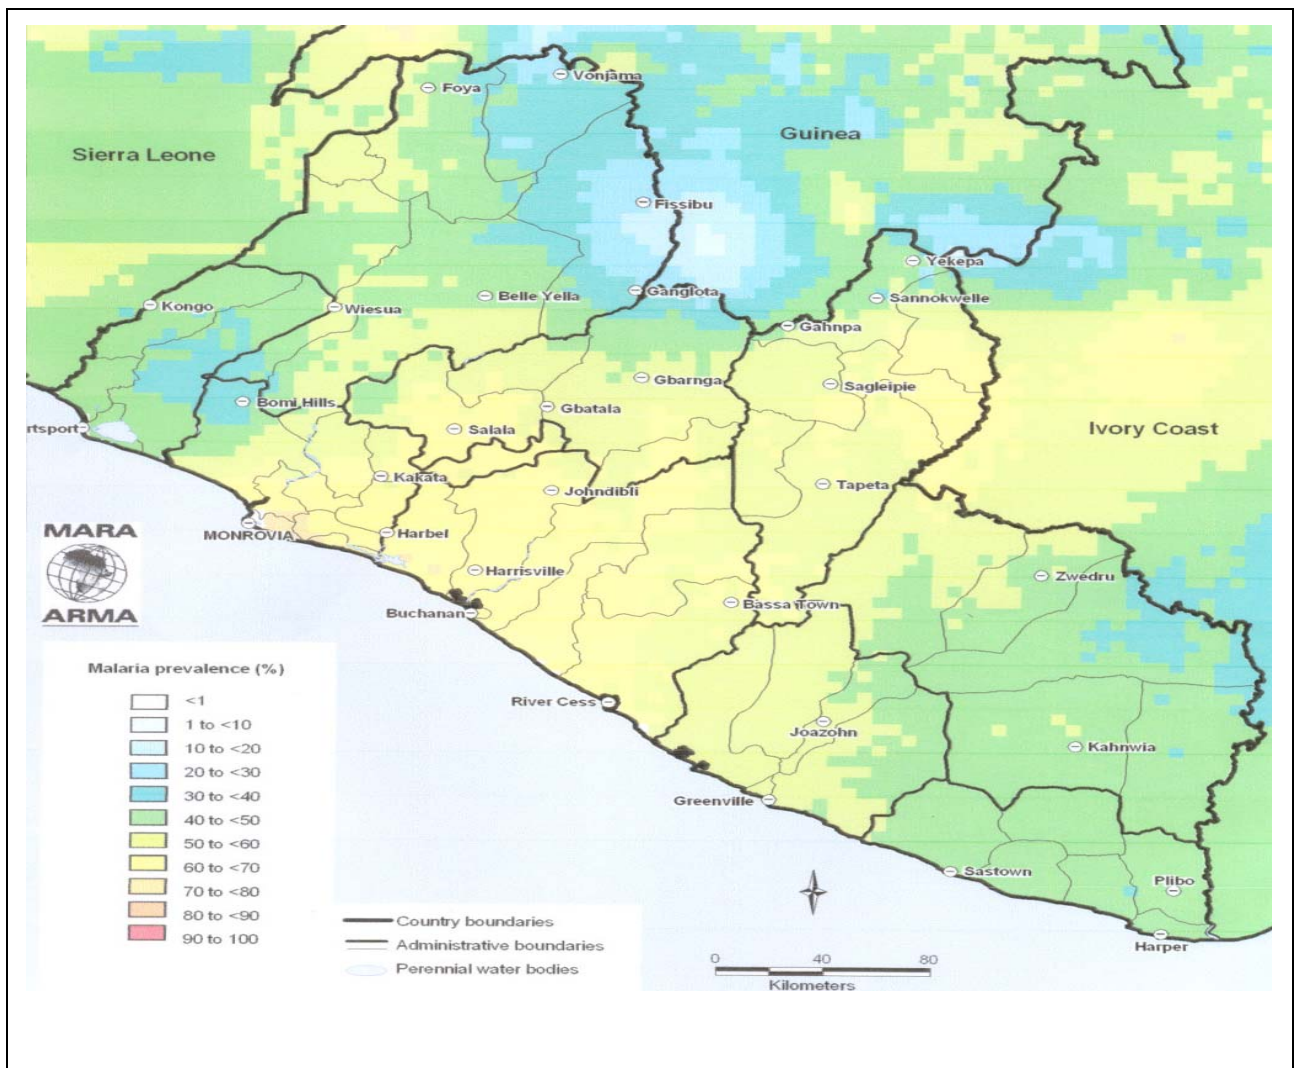 Vonjama
Foya
Guinea
Sierra Leone
Fissibu
Yekepa
Ganglota
Belle Yella
Sannokwelle
Kongo
Wiesua
Gahnpa
Gbarnga
Sagleipie
Bomi Hills
Gbatala
rtsport
Salala
Ivory Coast
Kakata
Johndibli
Tapeta
MONROVIA
Harbel
MARA
ARMA
Harrisville
Zwedru
Buchanan
Bassa Town
River Cess
Joazohn
Kahnwia
Greenville
Sastown
Plibo
Harper
Malaria prevalence (%)
<1
1 to <10
10 to <20
20 to <30
30 to <40
40 to <50
50 to <60
60 to <70
70 to <80
80 to <90
90 to 100
Country boundaries
Administrative boundaries
Perennial water bodies
0 40 80
Kilometers